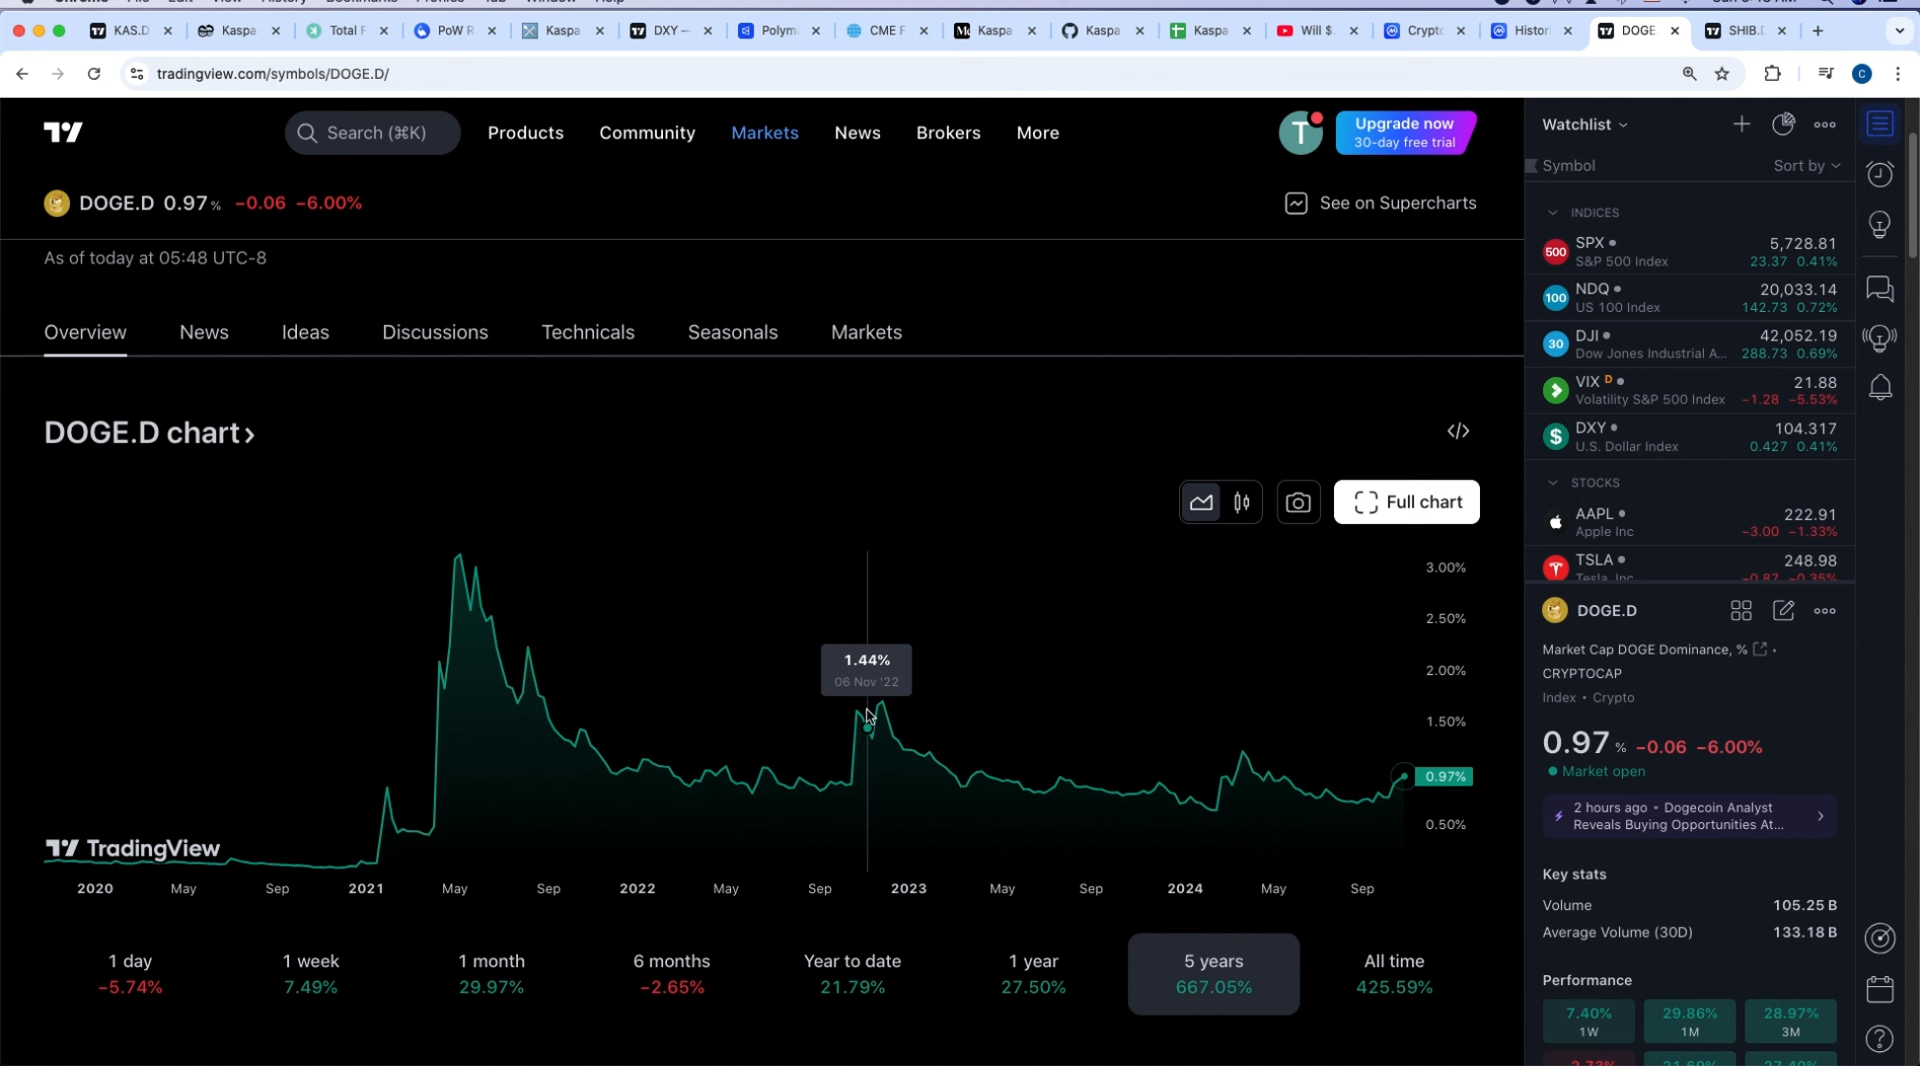 KAS.D
Kaspa
Total F
PoW R
Kaspa
DXY —
Polym
CME F
Kaspa
Kaspa
Kaspa
Will $.
Crypto
Histori
DOGE
SHIB.
tradingview.com/symbols/DOGE.D/
C
Search (⌘K)
Products
Community
Markets
News
Brokers
More
T
Upgrade now
30-day free trial
DOGE.D 0.97% −0.06 −6.00%
See on Supercharts
As of today at 05:48 UTC-8
Overview
News
Ideas
Discussions
Technicals
Seasonals
Markets
DOGE.D chart ›
Full chart
3.00%
2.50%
2.00%
1.50%
0.97%
0.50%
1.44%
06 Nov '22
TradingView
2020 May Sep 2021 May Sep 2022 May Sep 2023 May Sep 2024 May Sep
1 day 1 week 1 month 6 months Year to date 1 year 5 years All time
−5.74% 7.49% 29.97% −2.65% 21.79% 27.50% 667.05% 425.59%
Watchlist
Symbol Sort by
INDICES
500 SPX 5,728.81
S&P 500 Index 23.37 0.41%
100 NDQ 20,033.14
US 100 Index 142.73 0.72%
30 DJI 42,052.19
Dow Jones Industrial A... 288.73 0.69%
VIX D 21.88
Volatility S&P 500 Index −1.28 −5.53%
DXY 104.317
U.S. Dollar Index 0.427 0.41%
STOCKS
AAPL 222.91
Apple Inc −3.00 −1.33%
TSLA 248.98
Tesla, Inc −0.87 −0.35%
DOGE.D
Market Cap DOGE Dominance, % •
CRYPTOCAP
Index • Crypto
0.97% −0.06 −6.00%
Market open
2 hours ago • Dogecoin Analyst
Reveals Buying Opportunities At...
Key stats
Volume 105.25 B
Average Volume (30D) 133.18 B
Performance
7.40% 29.86% 28.97%
1W 1M 3M